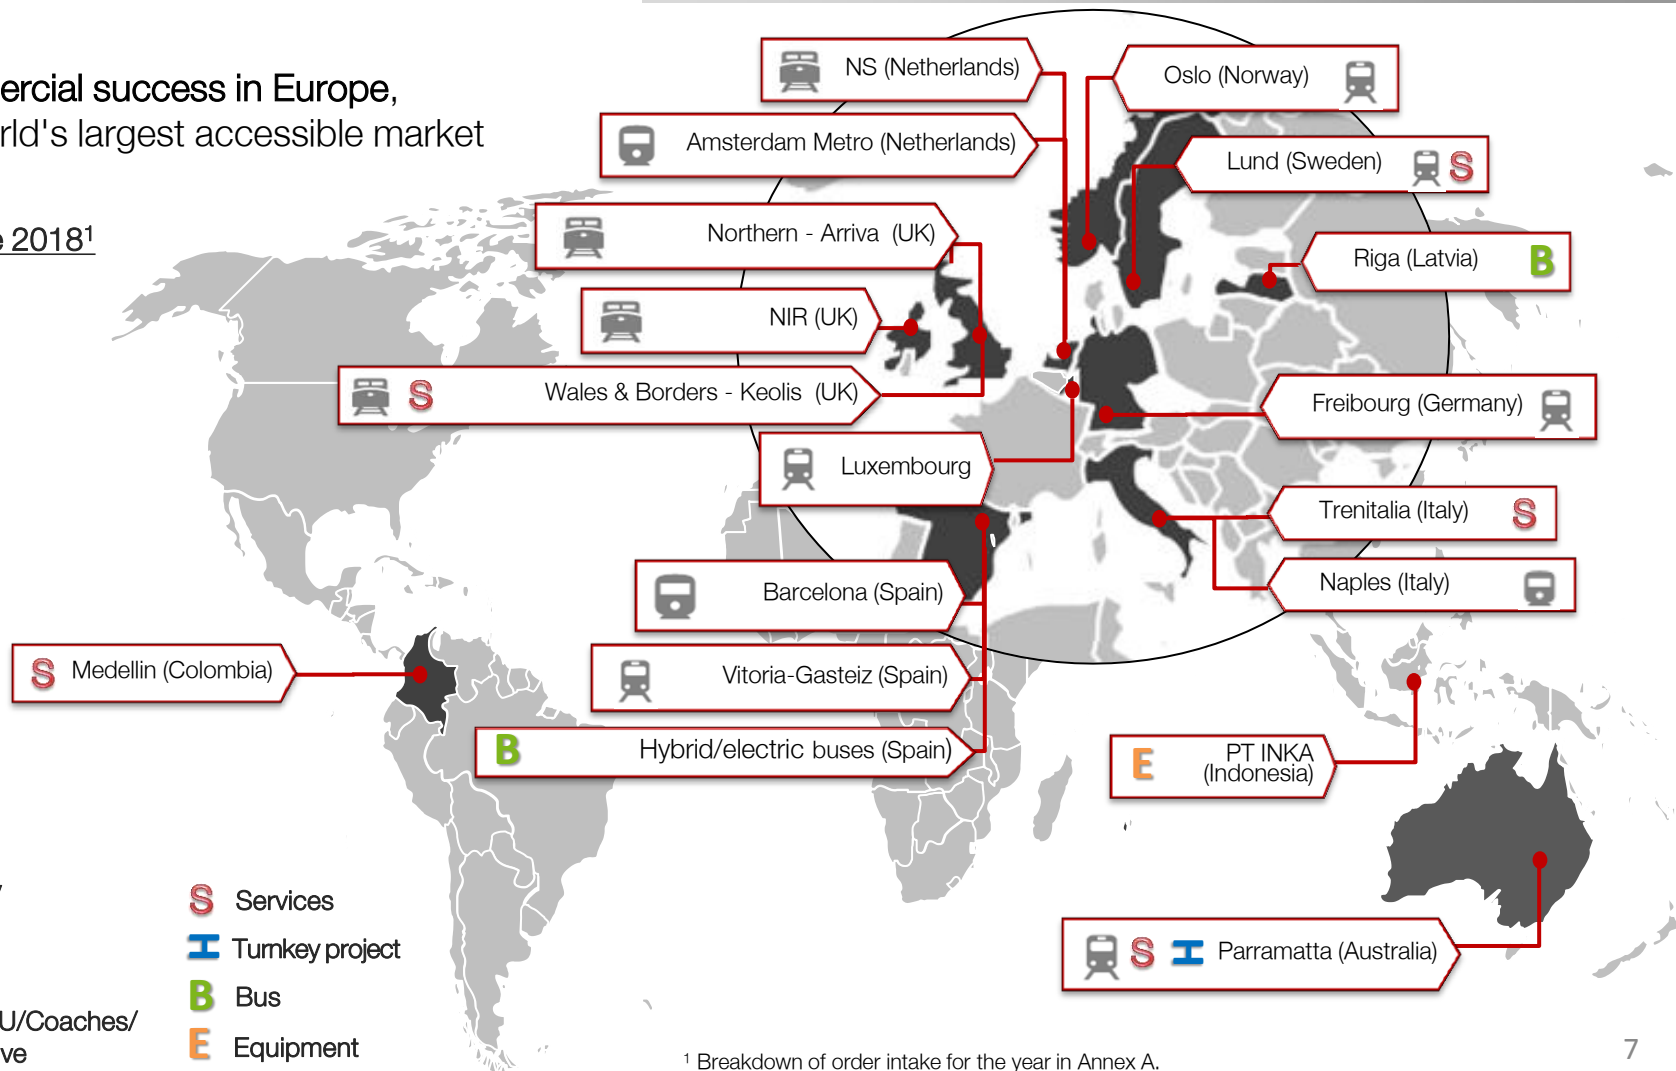 ercial success in Europe,
rld's largest accessible market
e 2018¹
NS (Netherlands)
Oslo (Norway)
Amsterdam Metro (Netherlands)
Lund (Sweden) S
Northern - Arriva (UK)
Riga (Latvia) B
NIR (UK)
S Wales & Borders - Keolis (UK)
Freibourg (Germany)
Luxembourg
Trenitalia (Italy) S
Barcelona (Spain)
Naples (Italy)
S Medellin (Colombia)
Vitoria-Gasteiz (Spain)
B Hybrid/electric buses (Spain)
E PT INKA
(Indonesia)
S Parramatta (Australia)
S Services
Turnkey project
B Bus
E Equipment
U/Coaches/
ve
¹ Breakdown of order intake for the year in Annex A.
7